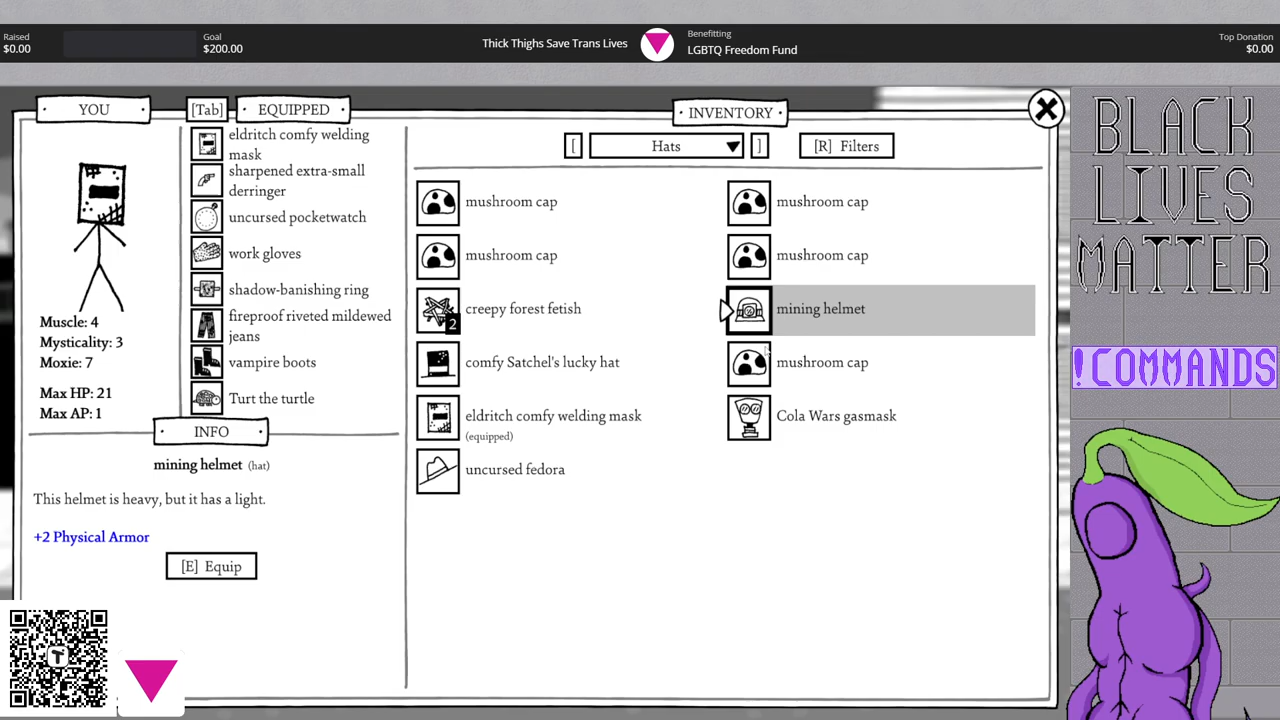 Raised
$0.00
Goal
$200.00
Thick Thighs Save Trans Lives
Benefitting
LGBTQ Freedom Fund
Top Donation
$0.00
YOU
[Tab]
EQUIPPED
INVENTORY
[
Hats
]
[R] Filters
eldritch comfy welding
mask
sharpened extra-small
derringer
uncursed pocketwatch
work gloves
shadow-banishing ring
fireproof riveted mildewed
jeans
vampire boots
Turt the turtle
Muscle: 4
Mysticality: 3
Moxie: 7
Max HP: 21
Max AP: 1
INFO
mining helmet (hat)
This helmet is heavy, but it has a light.
+2 Physical Armor
[E] Equip
mushroom cap
mushroom cap
mushroom cap
mushroom cap
2
creepy forest fetish
mining helmet
comfy Satchel's lucky hat
mushroom cap
eldritch comfy welding mask
(equipped)
Cola Wars gasmask
uncursed fedora
BLACK
LIVES
MATTER
!COMMANDS
T